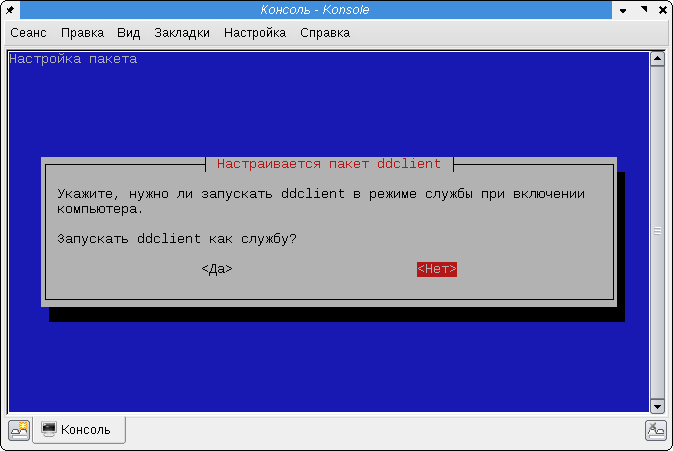 Консоль - Konsole
Сеанс Правка Вид Закладки Настройка Справка
Настройка пакета
Настраивается пакет ddclient
Укажите, нужно ли запускать ddclient в режиме службы при включении
компьютера.
Запускать ddclient как службу?
<Да> <Нет>
Консоль